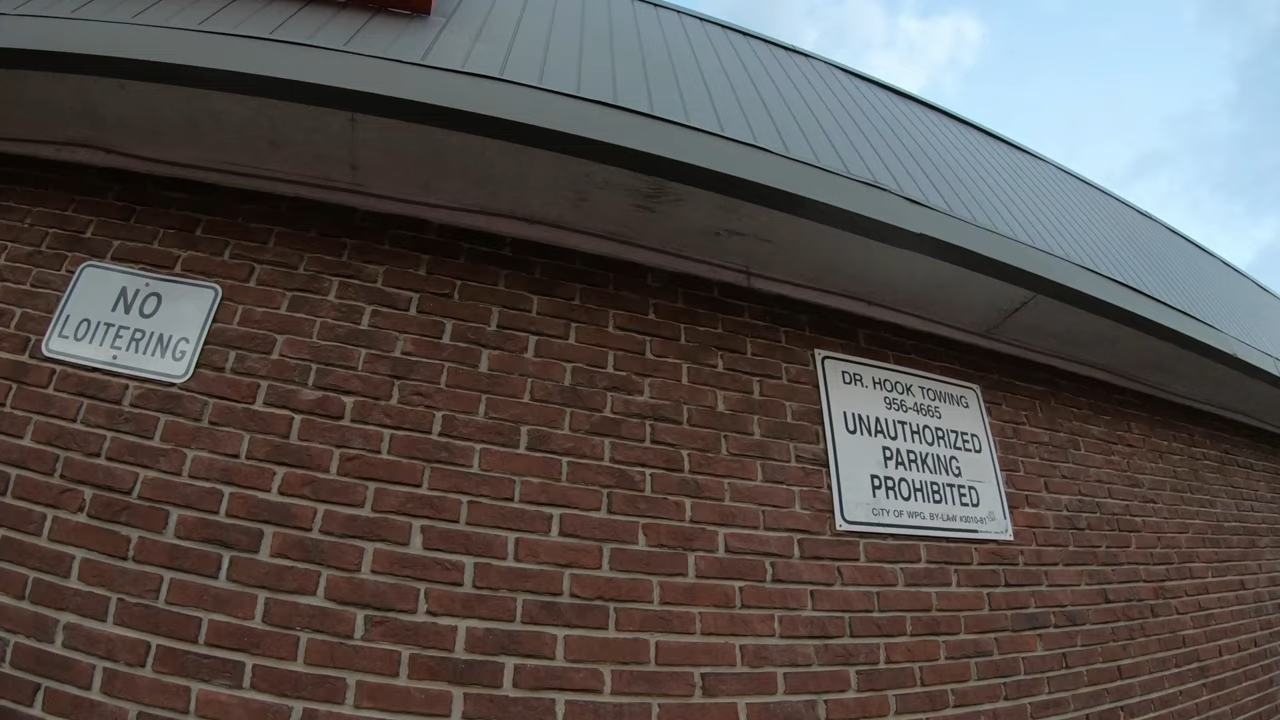 NO
LOITERING
DR. HOOK TOWING
956-4665
UNAUTHORIZED
PARKING
PROHIBITED
CITY OF WPG. BY-LAW #3010-81